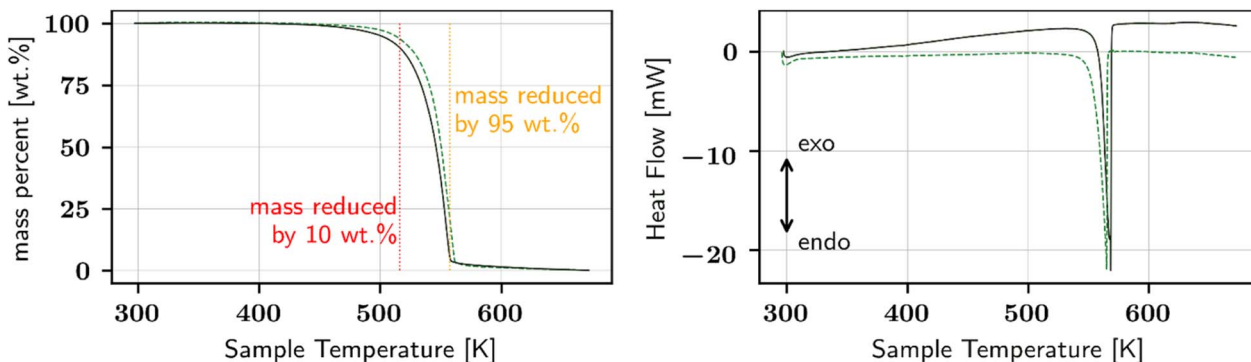 100
75
50
25
0
mass percent [wt.%]
mass reduced
by 10 wt.%
mass reduced
by 95 wt.%
300
400
500
600
Sample Temperature [K]
0
−10
−20
Heat Flow [mW]
exo
endo
300
400
500
600
Sample Temperature [K]